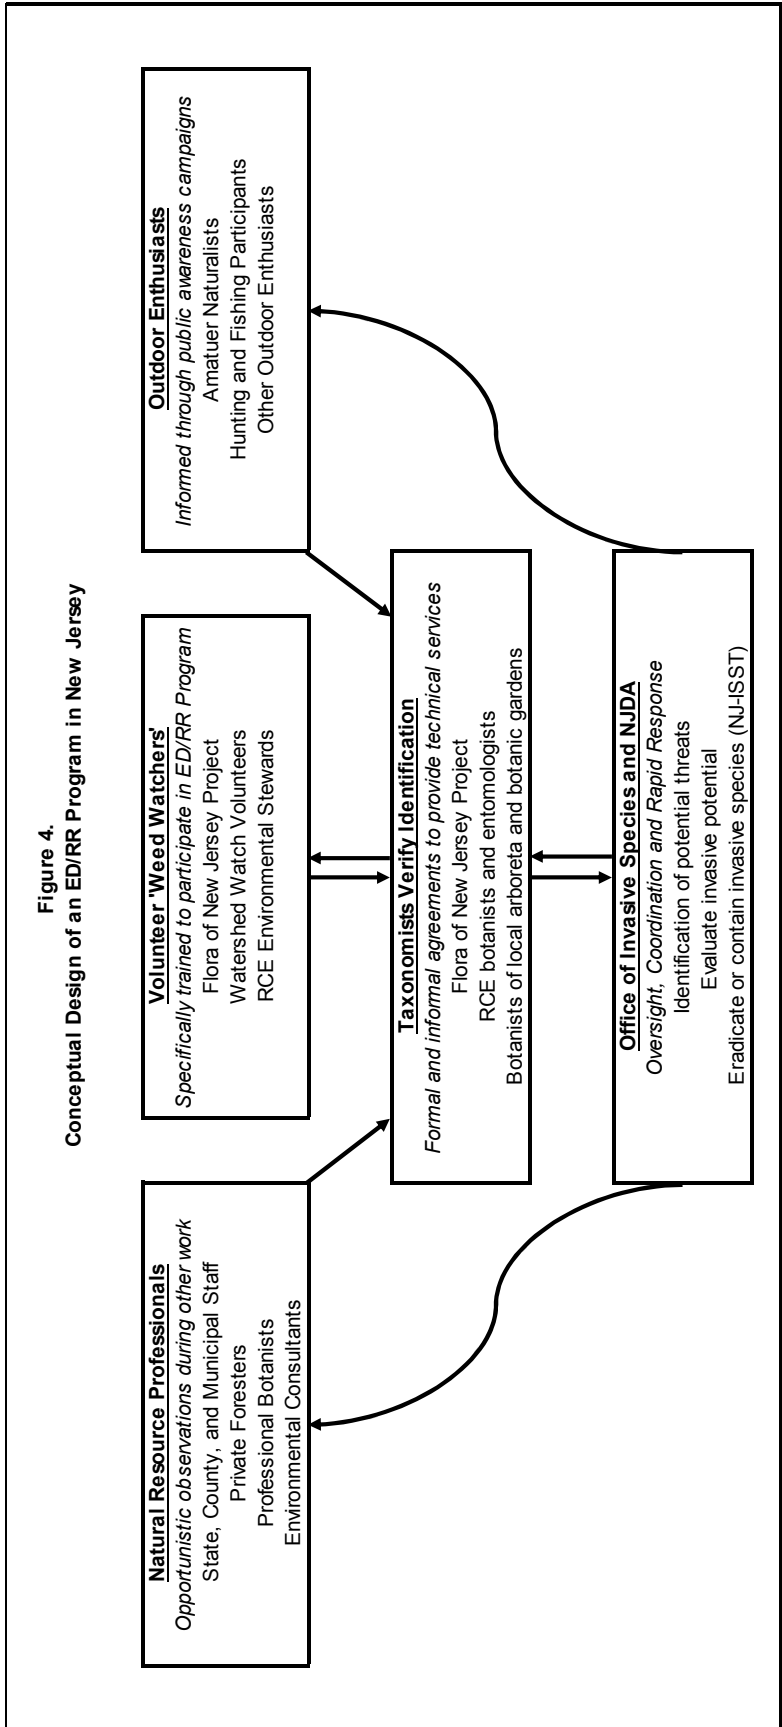 Figure 4.
Conceptual Design of an ED/RR Program in New Jersey
Natural Resource Professionals
Opportunistic observations during other work
State, County, and Municipal Staff
Private Foresters
Professional Botanists
Environmental Consultants
Volunteer 'Weed Watchers'
Specifically trained to participate in ED/RR Program
Flora of New Jersey Project
Watershed Watch Volunteers
RCE Environmental Stewards
Outdoor Enthusiasts
Informed through public awareness campaigns
Amatuer Naturalists
Hunting and Fishing Participants
Other Outdoor Enthusiasts
Taxonomists Verify Identification
Formal and informal agreements to provide technical services
Flora of New Jersey Project
RCE botanists and entomologists
Botanists of local arboreta and botanic gardens
Office of Invasive Species and NJDA
Oversight, Coordination and Rapid Response
Identification of potential threats
Evaluate invasive potential
Eradicate or contain invasive species (NJ-ISST)